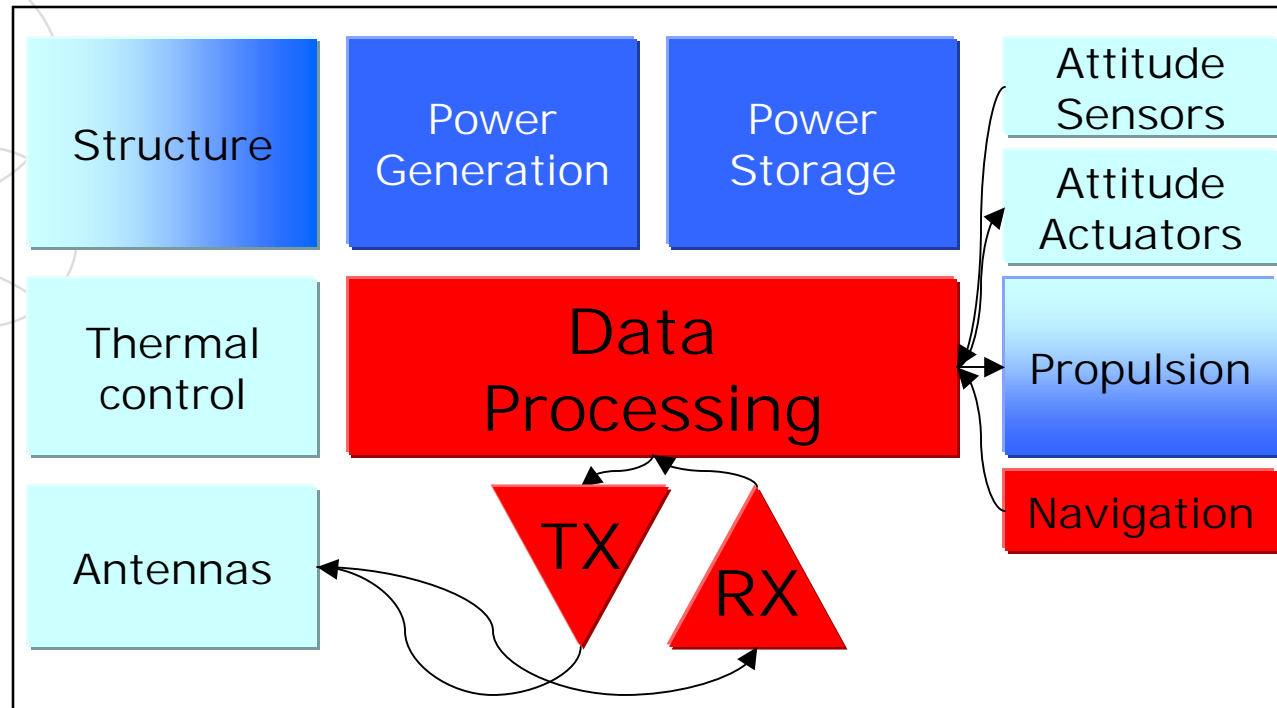 Structure
Power
Generation
Power
Storage
Attitude
Sensors
Attitude
Actuators
Thermal
control
Data
Processing
Propulsion
Navigation
Antennas
TX
RX